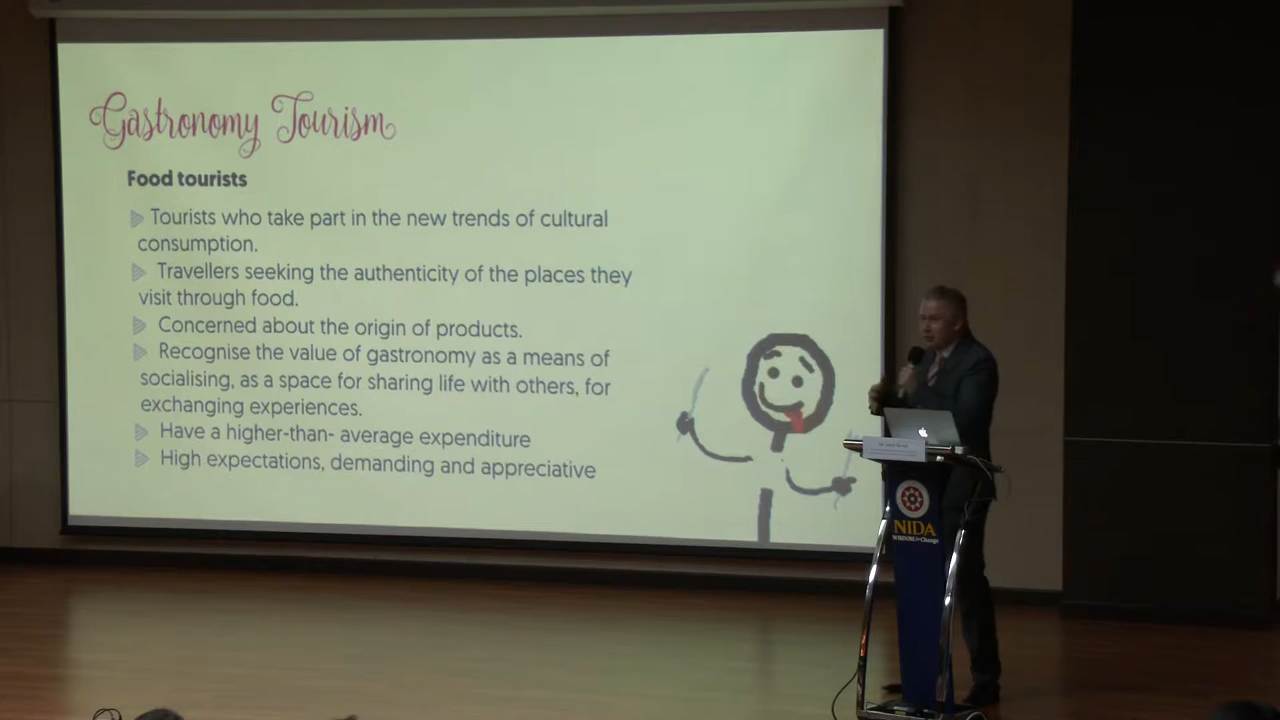 Gastronomy Tourism
Food tourists
Tourists who take part in the new trends of cultural
consumption.
Travellers seeking the authenticity of the places they
visit through food.
Concerned about the origin of products.
Recognise the value of gastronomy as a means of
socialising, as a space for sharing life with others, for
exchanging experiences.
Have a higher-than- average expenditure
High expectations, demanding and appreciative
NIDA
WISDOM for Change